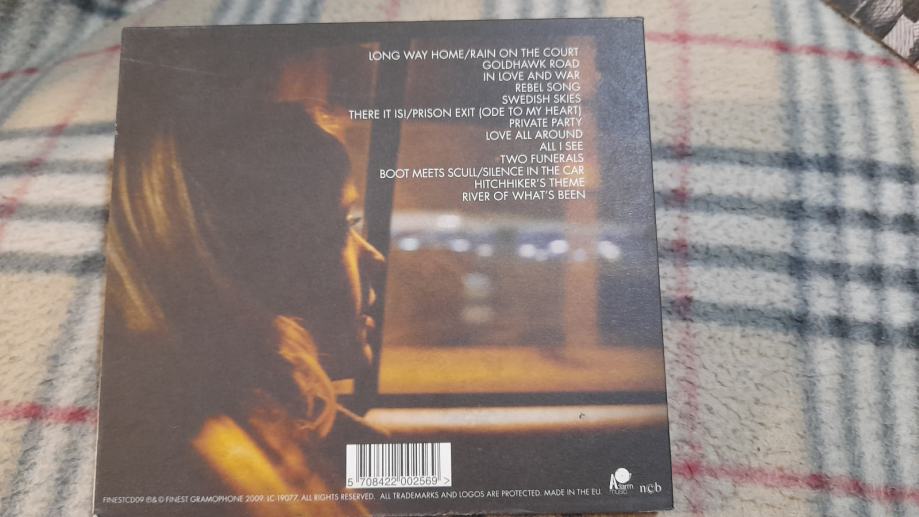 LONG WAY HOME/RAIN ON THE COURT
GOLDHAWK ROAD
IN LOVE AND WAR
REBEL SONG
SWEDISH SKIES
THERE IT IS!/PRISON EXIT (ODE TO MY HEART)
PRIVATE PARTY
LOVE ALL AROUND
ALL I SEE
TWO FUNERALS
BOOT MEETS SCULL/SILENCE IN THE CAR
HITCHHIKER'S THEME
RIVER OF WHAT'S BEEN
5 708422 002569 >
FINESTCD09 ℗& © FINEST GRAMOPHONE 2009. LC 19077. ALL RIGHTS RESERVED. ALL TRADEMARKS AND LOGOS ARE PROTECTED. MADE IN THE EU.
music
ncb